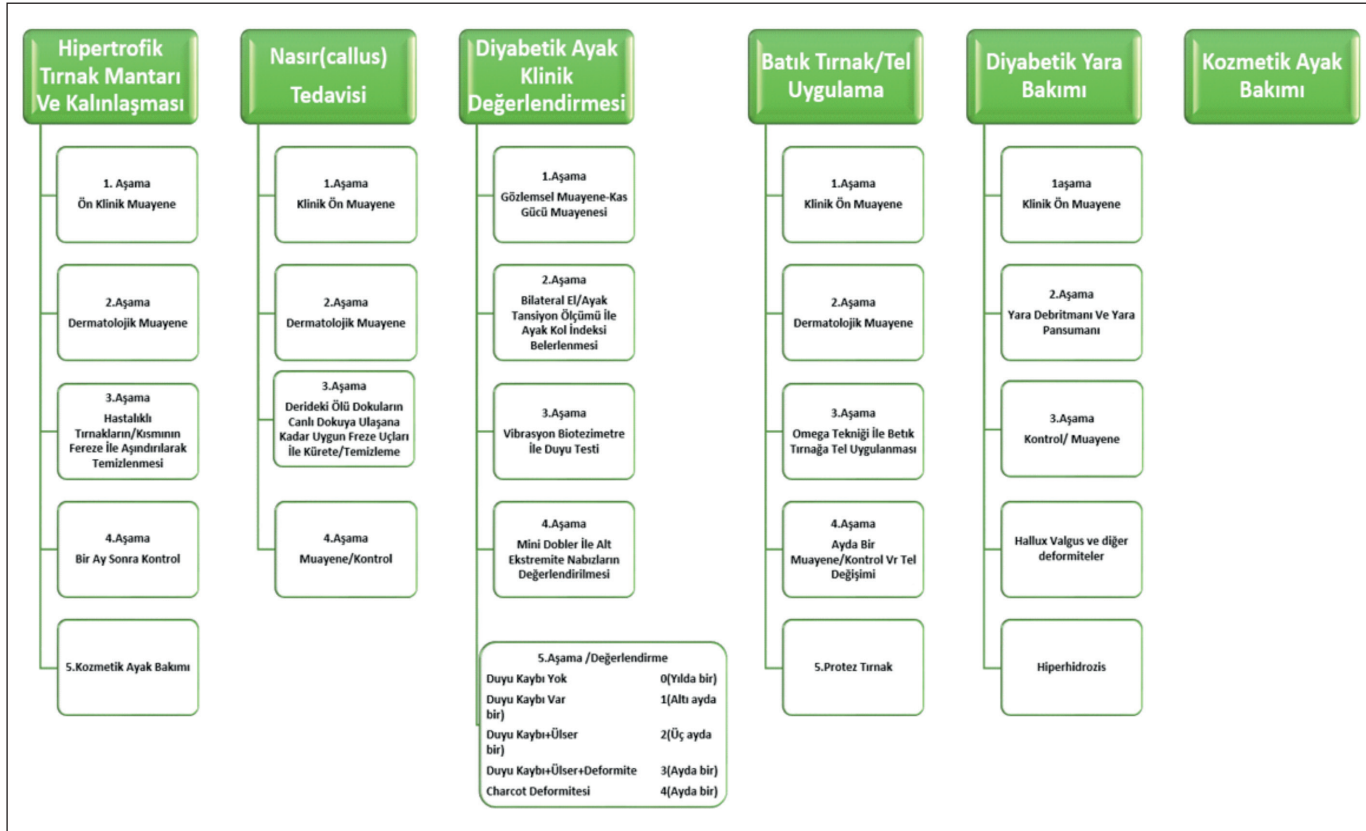 Hipertrofik
Tırnak Mantarı
Ve Kalınlaşması
1. Aşama
Ön Klinik Muayene
2.Aşama
Dermatolojik Muayene
3.Aşama
Hastalıklı
Tırnakların/Kısmının
Fereze İle Aşındırılarak
Temizlenmesi
4.Aşama
Bir Ay Sonra Kontrol
5.Kozmetik Ayak Bakımı
Nasır(callus)
Tedavisi
1.Aşama
Klinik Ön Muayene
2.Aşama
Dermatolojik Muayene
3.Aşama
Derideki Ölü Dokuların
Canlı Dokuya Ulaşana
Kadar Uygun Freze Uçları
İle Kürete/Temizleme
4.Aşama
Muayene/Kontrol
Diyabetik Ayak
Klinik
Değerlendirmesi
1.Aşama
Gözlemsel Muayene-Kas
Gücü Muayenesi
2.Aşama
Bilateral El/Ayak
Tansiyon Ölçümü İle
Ayak Kol İndeksi
Belerlenmesi
3.Aşama
Vibrasyon Biotezimetre
İle Duyu Testi
4.Aşama
Mini Dobler İle Alt
Ekstremite Nabızların
Değerlendirilmesi
5.Aşama /Değerlendirme
Duyu Kaybı Yok 0(Yılda bir)
Duyu Kaybı Var 1(Altı ayda
bir)
Duyu Kaybı+Ülser 2(Üç ayda
bir)
Duyu Kaybı+Ülser+Deformite 3(Ayda bir)
Charcot Deformitesi 4(Ayda bir)
Batık Tırnak/Tel
Uygulama
1.Aşama
Klinik Ön Muayene
2.Aşama
Dermatolojik Muayene
3.Aşama
Omega Tekniği İle Betık
Tırnağa Tel Uygulanması
4.Aşama
Ayda Bir
Muayene/Kontrol Vr Tel
Değişimi
5.Protez Tırnak
Diyabetik Yara
Bakımı
1aşama
Klinik Ön Muayene
2.Aşama
Yara Debritmanı Ve Yara
Pansumanı
3.Aşama
Kontrol/ Muayene
Hallux Valgus ve diğer
deformiteler
Hiperhidrozis
Kozmetik Ayak
Bakımı